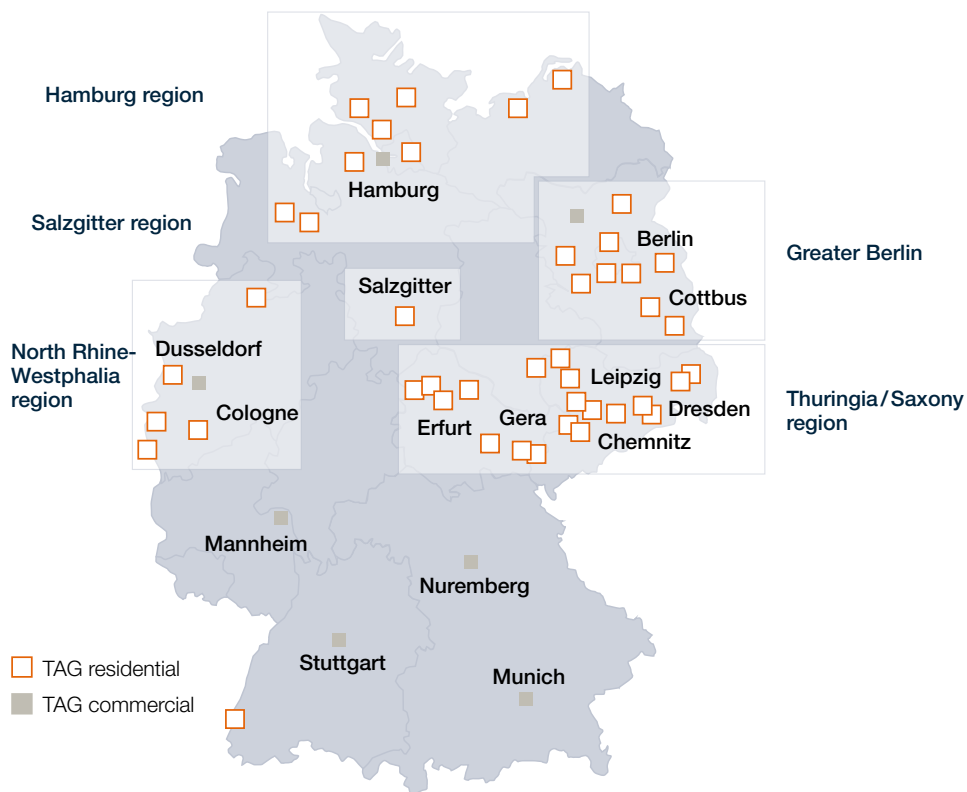 Hamburg region
Hamburg
Salzgitter region
Berlin
Greater Berlin
Salzgitter
Cottbus
North Rhine-
Westphalia
region
Dusseldorf
Cologne
Leipzig
Thuringia/Saxony
region
Dresden
Erfurt
Gera
Chemnitz
Mannheim
Nuremberg
Stuttgart
Munich
TAG residential
TAG commercial